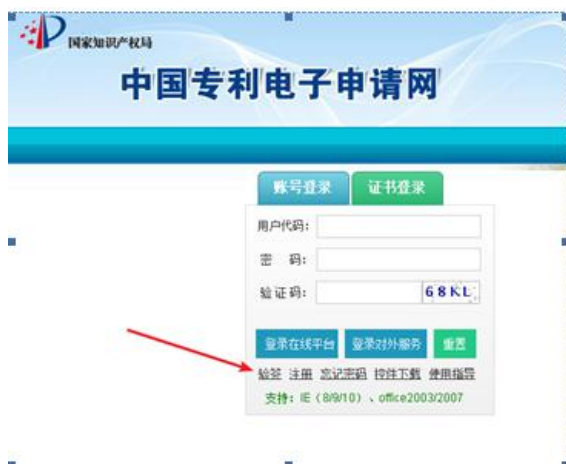 国家知识产权局
中国专利电子申请网
账号登录 证书登录
用户代码:
密 码:
验证码: 68KL
登录在线平台 登录对外服务 重置
验签 注册 忘记密码 控件下载 使用指导
支持: IE (8/9/10) 、office2003/2007